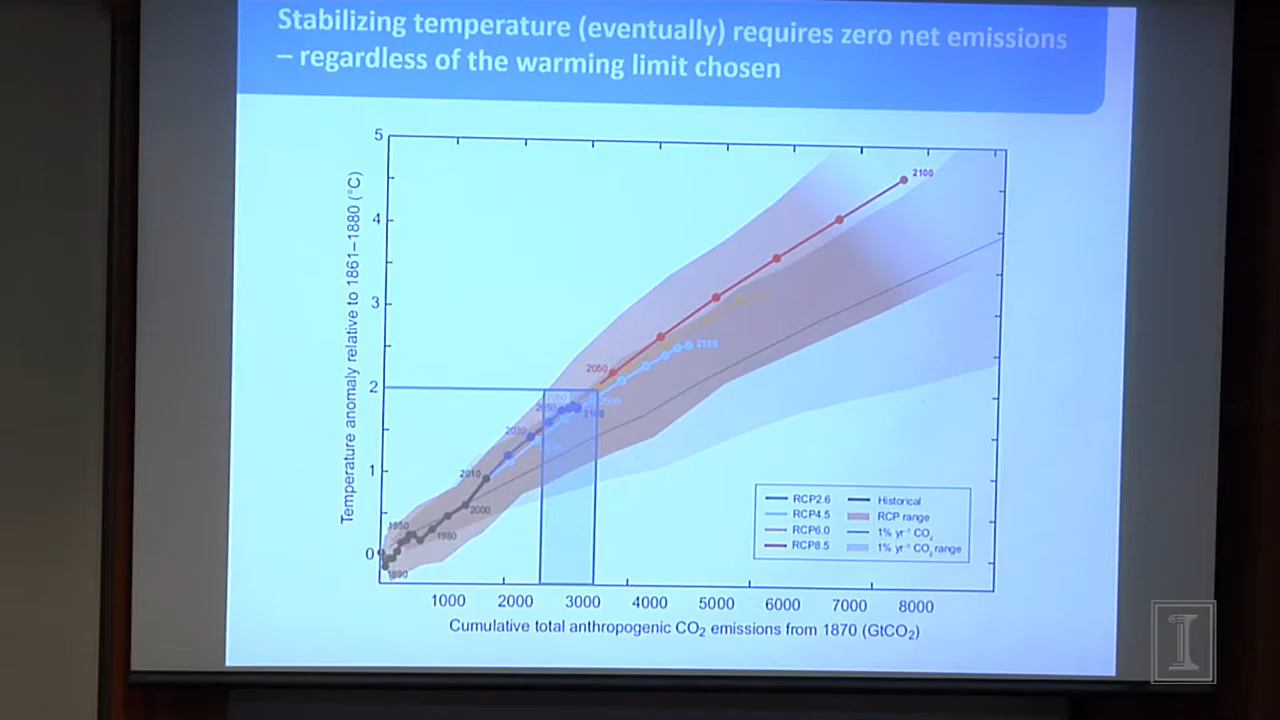 Stabilizing temperature (eventually) requires zero net emissions
– regardless of the warming limit chosen
5
4
3
2
1
0
Temperature anomaly relative to 1861–1880 (°C)
2100
2100
2050
2050
2050
2100
2030
2010
2000
1950
1980
1890
RCP2.6
RCP4.5
RCP6.0
RCP8.5
Historical
RCP range
1% yr⁻¹ CO₂
1% yr⁻¹ CO₂ range
1000 2000 3000 4000 5000 6000 7000 8000
Cumulative total anthropogenic CO₂ emissions from 1870 (GtCO₂)
I